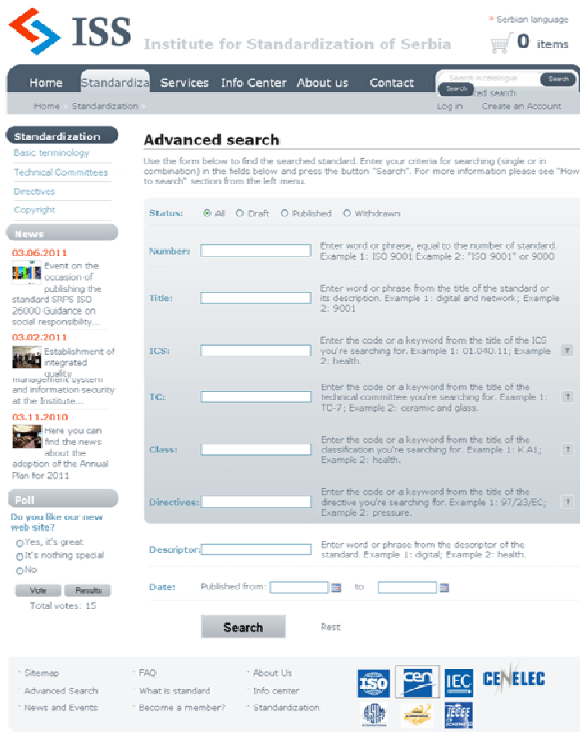 ISS Institute for Standardization of Serbia
Serbian language
0 items
Home Standardiza Services Info Center About us Contact
Search in catalogue Search
Search ed search
Home Standardization
Log in Create an Account
Standardization
Basic terminology
Technical Committees
Directives
Copyright
News
03.06.2011
Event on the
occasion of
publishing the
standard SRPS ISO
26000 Guidance on
social responsibility...
03.02.2011
Establishment of
integrated
quality
management system
and information security
at the Institute...
03.11.2010
Here you can
find the news
about the
adoption of the Annual
Plan for 2011
Poll
Do you like our new
web site?
Yes, it's great
It's nothing special
No
Vote Results
Total votes: 15
Advanced search
Use the form below to find the searched standard. Enter your criteria for searching (single or in
combination) in the fields below and press the button "Search". For more information please see "How
to search" section from the left menu.
Status: All Draft Published Withdrawn
Number:
Enter word or phrase, equal to the number of standard.
Example 1: ISO 9001 Example 2: "ISO 9001" or 9000
Title:
Enter word or phrase from the title of the standard or
its description. Example 1: digital and network; Example
2: 9001
ICS:
Enter the code or a keyword from the title of the ICS
you're searching for. Example 1: 01.040.11; Example
2: health.
?
TC:
Enter the code or a keyword from the title of the
technical committee you're searching for. Example 1:
TC-7; Example 2: ceramic and glass.
?
Class:
Enter the code or a keyword from the title of the
classification you're searching for. Example 1: K.A1;
Example 2: health.
?
Directives:
Enter the code or a keyword from the title of the
directive you're searching for. Example 1: 97/23/EC;
Example 2: pressure.
?
Descriptor:
Enter word or phrase from the descriptor of the
standard. Example 1: digital; Example 2: health.
Date: Published from: to
Search Rest
Sitemap FAQ About Us
Advanced Search What is standard Info center
News and Events Become a member? Standardization
ISO cen IEC CENELEC
ASTM IECEE